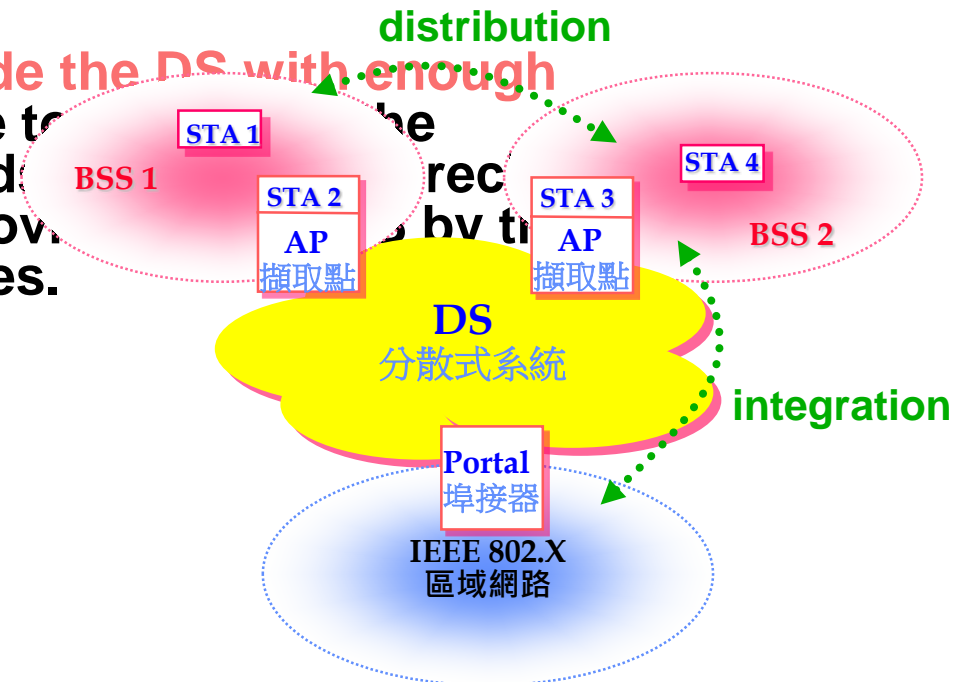 distribution
de the DS with enough
STA 1
BSS 1
rec
STA 4
STA 2
STA 3
BSS 2
AP
by
AP
擷取點
擷取點
es.
DS
分散式系統
integration
Portal
埠接器
IEEE 802.X
區域網路